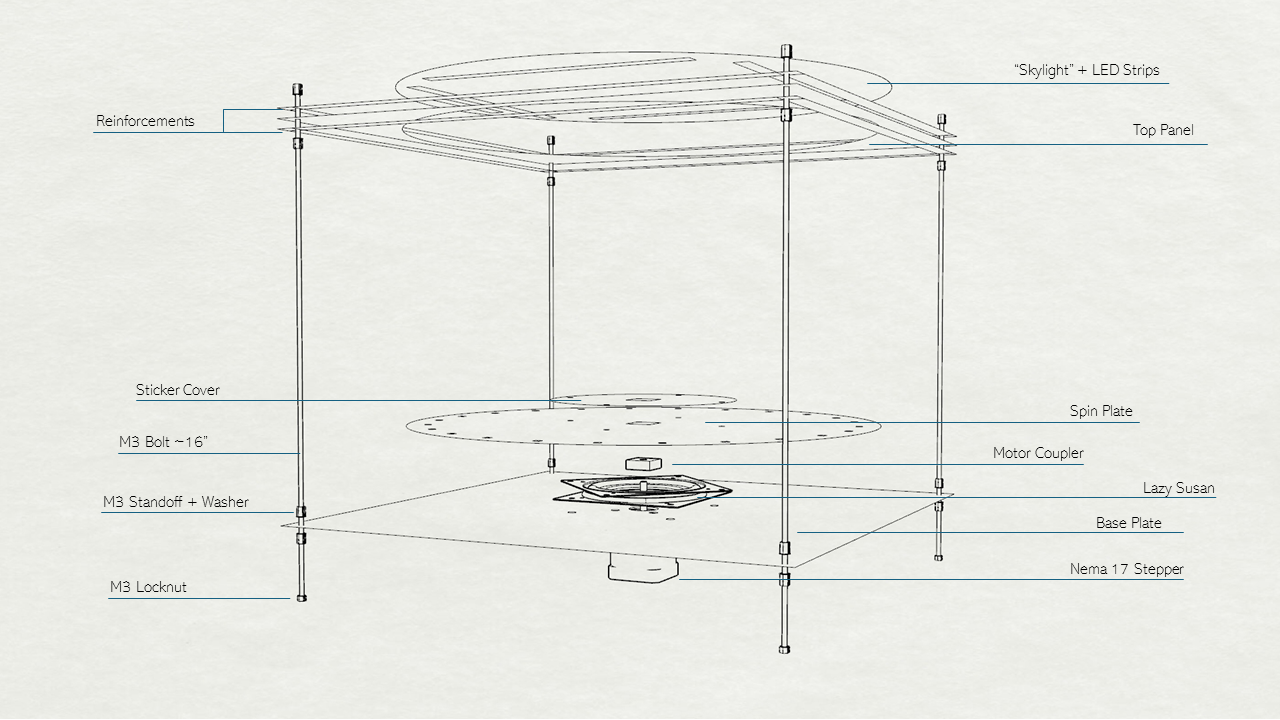 “Skylight” + LED Strips
Reinforcements
Top Panel
Sticker Cover
Spin Plate
M3 Bolt ~16”
Motor Coupler
Lazy Susan
M3 Standoff + Washer
Base Plate
Nema 17 Stepper
M3 Locknut